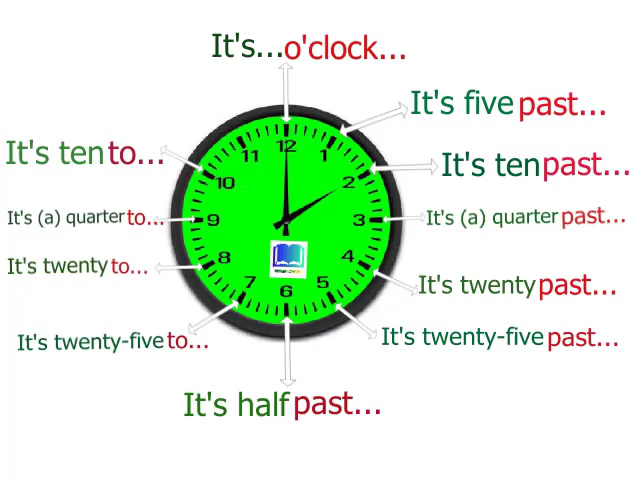 It's...o'clock...
It's five past...
It's ten to...
It's ten past...
It's (a) quarter to...
It's (a) quarter past...
It's twenty to...
It's twenty past...
It's twenty-five to...
It's twenty-five past...
It's half past...
12
1
2
3
4
5
6
7
8
9
10
11